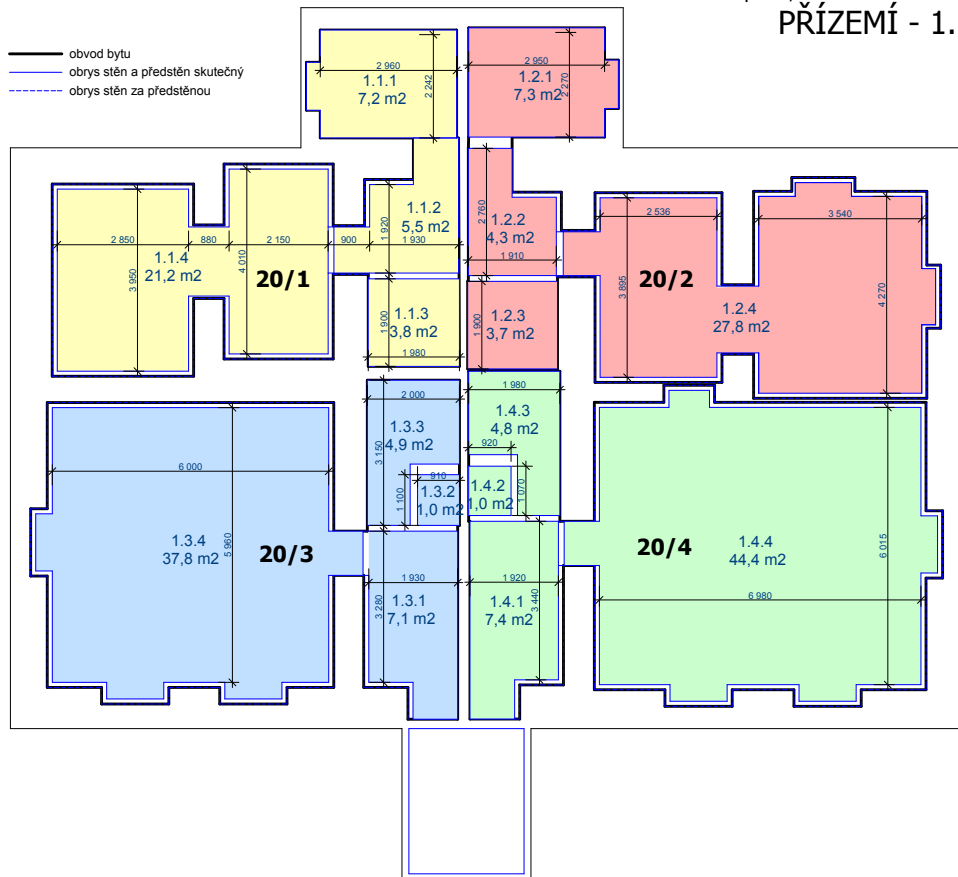 PŘÍZEMÍ - 1.
obvod bytu
obrys stěn a předstěn skutečný
obrys stěn za předstěnou
2 960
1.1.1
7,2 m2
2 242
2 950
1.2.1
7,3 m2
2 270
1.1.2
5,5 m2
1 920
1 930
900
2 850
880
2 150
1.1.4
21,2 m2
3 950
4 010
20/1
1.1.3
3,8 m2
1 900
1 980
2 760
1.2.2
4,3 m2
1 910
1.2.3
3,7 m2
1 900
2 536
3 895
20/2
1.2.4
27,8 m2
3 540
4 270
2 000
1.3.3
4,9 m2
3 150
910
1.3.2
1,0 m2
1 100
6 000
1.3.4
37,8 m2
5 960
20/3
1 930
1.3.1
7,1 m2
3 280
1 980
1.4.3
4,8 m2
920
1.4.2
1,0 m2
1 070
1 920
1.4.1
7,4 m2
3 440
20/4
1.4.4
44,4 m2
6 015
6 980